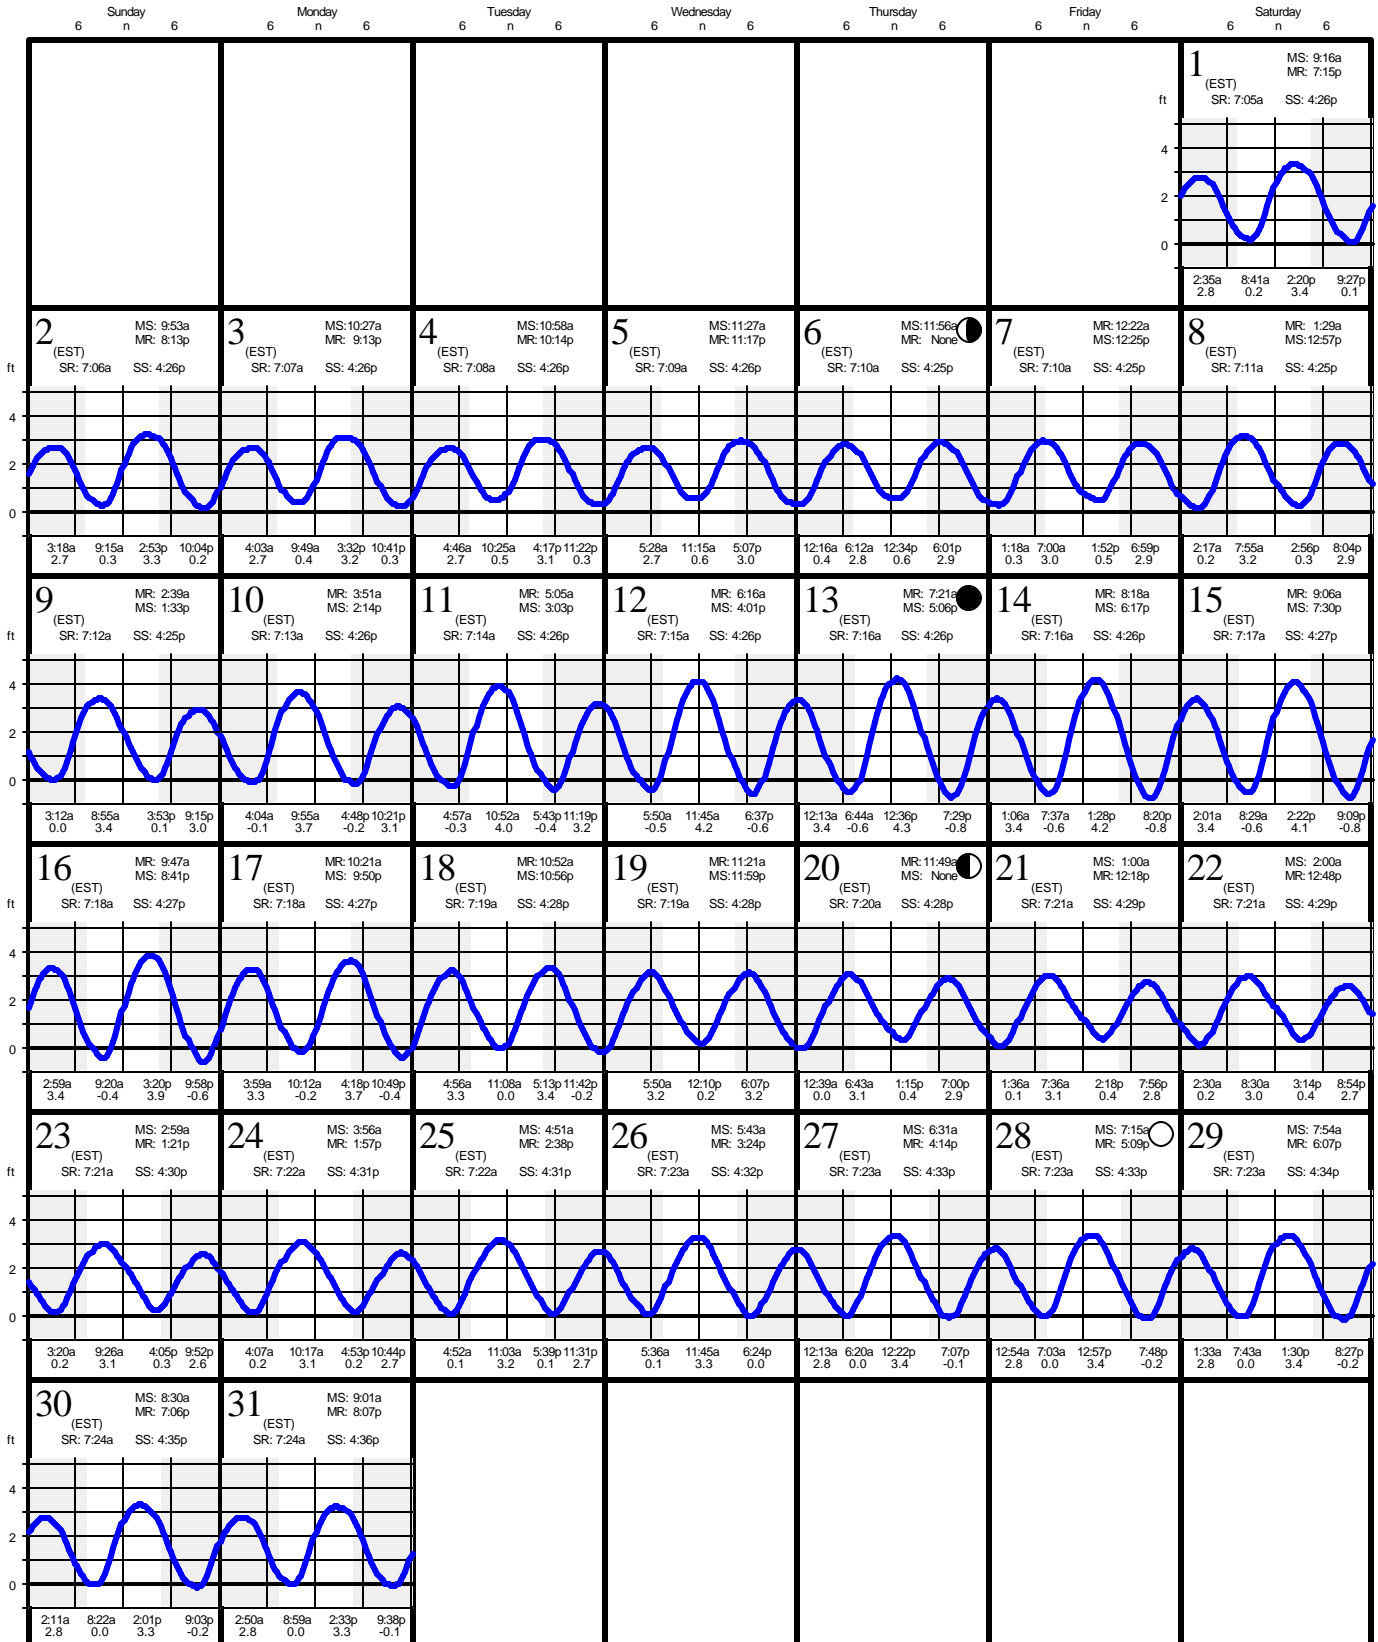 Sunday Monday Tuesday Wednesday Thursday Friday Saturday
6 n 6 6 n 6 6 n 6 6 n 6 6 n 6 6 n 6 6 n 6
1 MS: 9:16a
MR: 7:15p
(EST)
ft SR: 7:05a SS: 4:26p
4
2
0
2:35a 8:41a 2:20p 9:27p
2.8 0.2 3.4 0.1
2 MS: 9:53a 3 MS:10:27a 4 MS:10:58a 5 MS:11:27a 6 MS:11:56a 7 MR:12:22a 8 MR: 1:29a
MR: 8:13p MR: 9:13p MR:10:14p MR:11:17p MR: None MS:12:25p MS:12:57p
(EST) (EST) (EST) (EST) (EST) (EST) (EST)
ft SR: 7:06a SS: 4:26p SR: 7:07a SS: 4:26p SR: 7:08a SS: 4:26p SR: 7:09a SS: 4:26p SR: 7:10a SS: 4:25p SR: 7:10a SS: 4:25p SR: 7:11a SS: 4:25p
4
2
0
3:18a 9:15a 2:53p 10:04p 4:03a 9:49a 3:32p 10:41p 4:46a 10:25a 4:17p 11:22p 5:28a 11:15a 5:07p 12:16a 6:12a 12:34p 6:01p 1:18a 7:00a 1:52p 6:59p 2:17a 7:55a 2:56p 8:04p
2.7 0.3 3.3 0.2 2.7 0.4 3.2 0.3 2.7 0.5 3.1 0.3 2.7 0.6 3.0 0.4 2.8 0.6 2.9 0.3 3.0 0.5 2.9 0.2 3.2 0.3 2.9
9 MR: 2:39a 10 MR: 3:51a 11 MR: 5:05a 12 MR: 6:16a 13 MR: 7:21a 14 MR: 8:18a 15 MR: 9:06a
MS: 1:33p MS: 2:14p MS: 3:03p MS: 4:01p MS: 5:06p MS: 6:17p MS: 7:30p
(EST) (EST) (EST) (EST) (EST) (EST) (EST)
ft SR: 7:12a SS: 4:25p SR: 7:13a SS: 4:26p SR: 7:14a SS: 4:26p SR: 7:15a SS: 4:26p SR: 7:16a SS: 4:26p SR: 7:16a SS: 4:26p SR: 7:17a SS: 4:27p
4
2
0
3:12a 8:55a 3:53p 9:15p 4:04a 9:55a 4:48p 10:21p 4:57a 10:52a 5:43p 11:19p 5:50a 11:45a 6:37p 12:13a 6:44a 12:36p 7:29p 1:06a 7:37a 1:28p 8:20p 2:01a 8:29a 2:22p 9:09p
0.0 3.4 0.1 3.0 -0.1 3.7 -0.2 3.1 -0.3 4.0 -0.4 3.2 -0.5 4.2 -0.6 3.4 -0.6 4.3 -0.8 3.4 -0.6 4.2 -0.8 3.4 -0.6 4.1 -0.8
16 MR: 9:47a 17 MR:10:21a 18 MR:10:52a 19 MR:11:21a 20 MR:11:49a 21 MS: 1:00a 22 MS: 2:00a
MS: 8:41p MS: 9:50p MS:10:56p MS:11:59p MS: None MR:12:18p MR:12:48p
(EST) (EST) (EST) (EST) (EST) (EST) (EST)
ft SR: 7:18a SS: 4:27p SR: 7:18a SS: 4:27p SR: 7:19a SS: 4:28p SR: 7:19a SS: 4:28p SR: 7:20a SS: 4:28p SR: 7:21a SS: 4:29p SR: 7:21a SS: 4:29p
4
2
0
2:59a 9:20a 3:20p 9:58p 3:59a 10:12a 4:18p 10:49p 4:56a 11:08a 5:13p 11:42p 5:50a 12:10p 6:07p 12:39a 6:43a 1:15p 7:00p 1:36a 7:36a 2:18p 7:56p 2:30a 8:30a 3:14p 8:54p
3.4 -0.4 3.9 -0.6 3.3 -0.2 3.7 -0.4 3.3 0.0 3.4 -0.2 3.2 0.2 3.2 0.0 3.1 0.4 2.9 0.1 3.1 0.4 2.8 0.2 3.0 0.4 2.7
23 MS: 2:59a 24 MS: 3:56a 25 MS: 4:51a 26 MS: 5:43a 27 MS: 6:31a 28 MS: 7:15a 29 MS: 7:54a
MR: 1:21p MR: 1:57p MR: 2:38p MR: 3:24p MR: 4:14p MR: 5:09p MR: 6:07p
(EST) (EST) (EST) (EST) (EST) (EST) (EST)
ft SR: 7:21a SS: 4:30p SR: 7:22a SS: 4:31p SR: 7:22a SS: 4:31p SR: 7:23a SS: 4:32p SR: 7:23a SS: 4:33p SR: 7:23a SS: 4:33p SR: 7:23a SS: 4:34p
4
2
0
3:20a 9:26a 4:05p 9:52p 4:07a 10:17a 4:53p 10:44p 4:52a 11:03a 5:39p 11:31p 5:36a 11:45a 6:24p 12:13a 6:20a 12:22p 7:07p 12:54a 7:03a 12:57p 7:48p 1:33a 7:43a 1:30p 8:27p
0.2 3.1 0.3 2.6 0.2 3.1 0.2 2.7 0.1 3.2 0.1 2.7 0.1 3.3 0.0 2.8 0.0 3.4 -0.1 2.8 0.0 3.4 -0.2 2.8 0.0 3.4 -0.2
30 MS: 8:30a 31 MS: 9:01a
MR: 7:06p MR: 8:07p
(EST) (EST)
ft SR: 7:24a SS: 4:35p SR: 7:24a SS: 4:36p
4
2
0
2:11a 8:22a 2:01p 9:03p 2:50a 8:59a 2:33p 9:38p
2.8 0.0 3.3 -0.2 2.8 0.0 3.3 -0.1